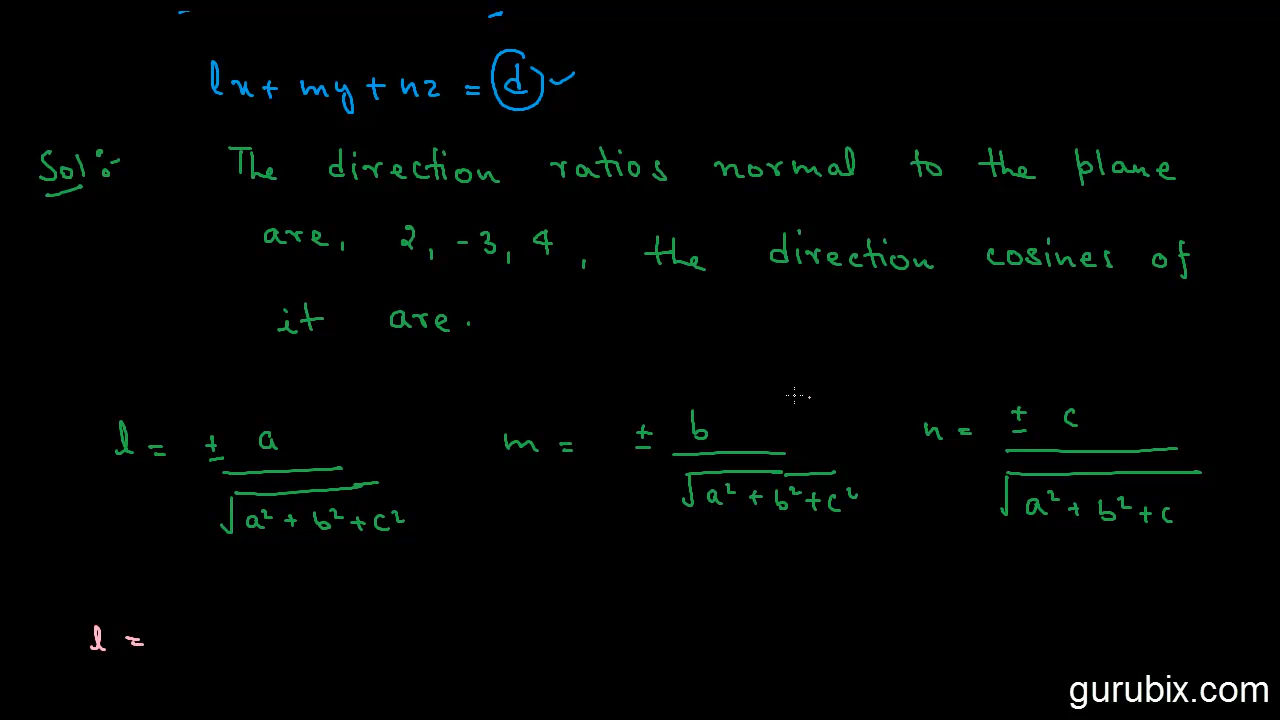 lx + my + nz = d ✓
Sol:- The direction ratios normal to the plane
are, 2, -3, 4, the direction cosines of
it are.
l = ± a / √a² + b² + c² m = ± b / √a² + b² + c² n = ± c / √a² + b² + c
l =
gurubix.com